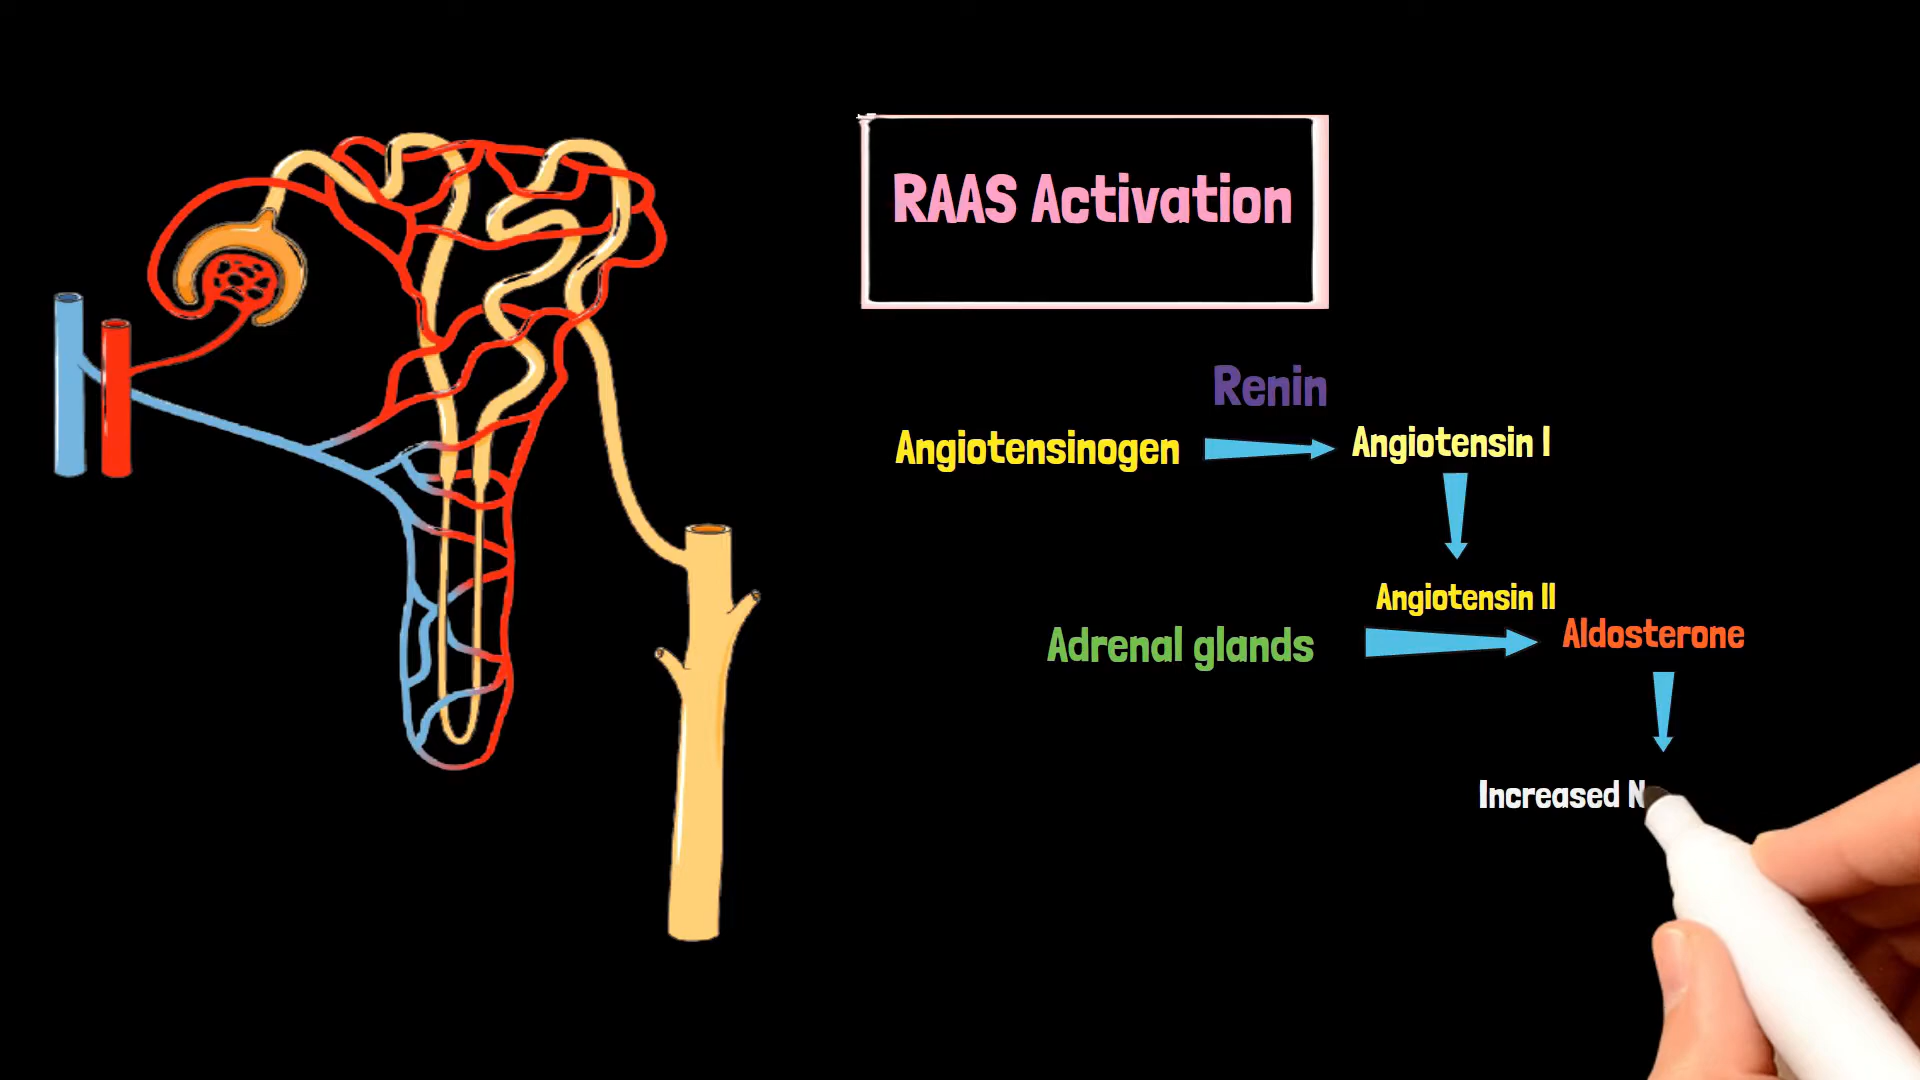 RAAS Activation
Renin
Angiotensinogen
Angiotensin I
Angiotensin II
Adrenal glands
Aldosterone
Increased N